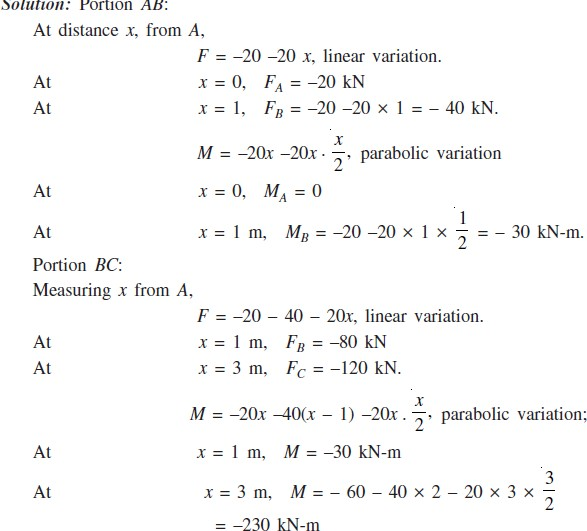 Solution: Portion AB:
At distance x, from A,
F = –20 –20 x, linear variation.
At x = 0, F_A = –20 kN
At x = 1, F_B = –20 –20 × 1 = – 40 kN.
M = –20x –20x · x/2, parabolic variation
At x = 0, M_A = 0
At x = 1 m, M_B = –20 –20 × 1 × 1/2 = – 30 kN-m.
Portion BC:
Measuring x from A,
F = –20 – 40 – 20x, linear variation.
At x = 1 m, F_B = –80 kN
At x = 3 m, F_C = –120 kN.
M = –20x –40(x – 1) –20x . x/2, parabolic variation;
At x = 1 m, M = –30 kN-m
At x = 3 m, M = – 60 – 40 × 2 – 20 × 3 × 3/2
= –230 kN-m